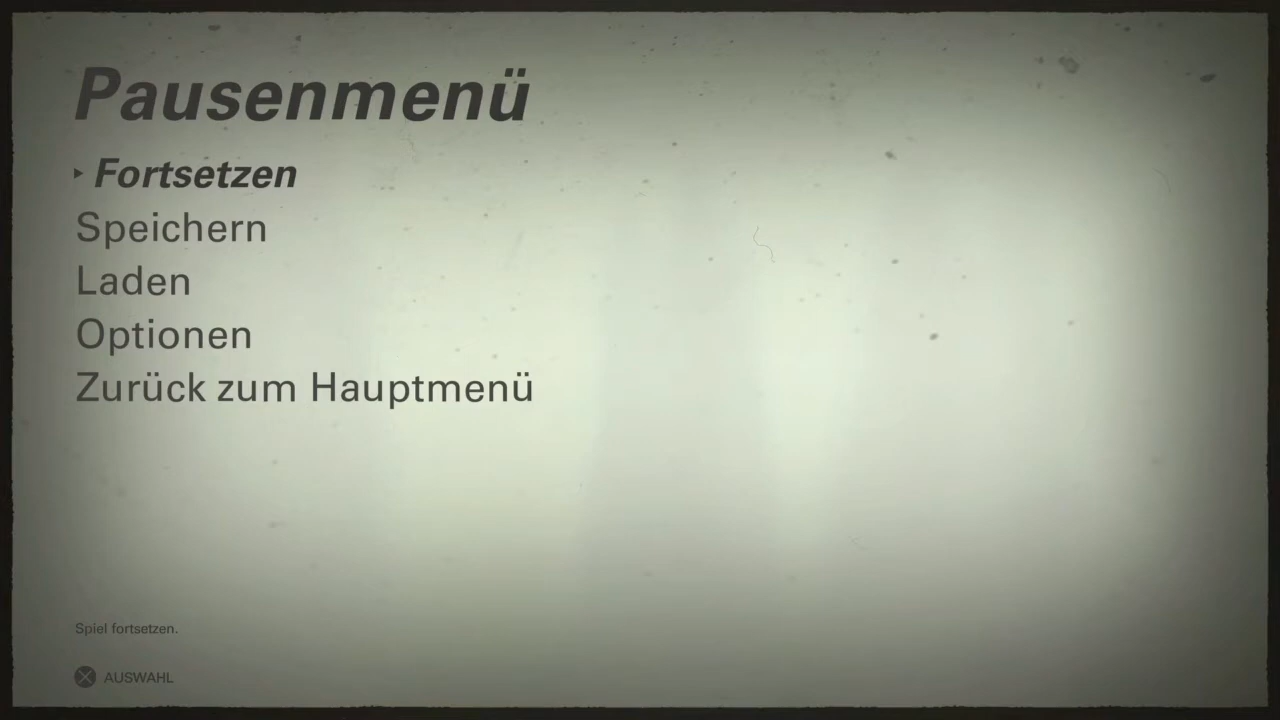 Pausenmenü
Fortsetzen
Speichern
Laden
Optionen
Zurück zum Hauptmenü
Spiel fortsetzen.
AUSWAHL